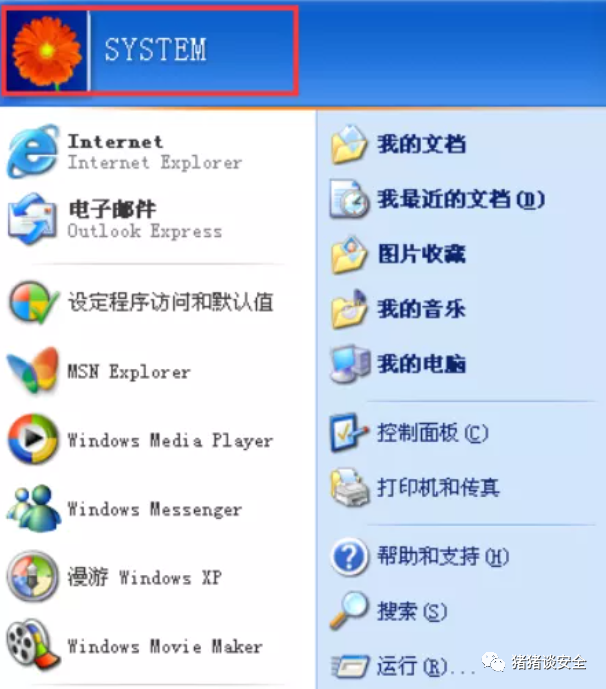 SYSTEM
Internet
Internet Explorer
电子邮件
Outlook Express
设定程序访问和默认值
MSN Explorer
Windows Media Player
Windows Messenger
漫游 Windows XP
Windows Movie Maker
我的文档
我最近的文档(D)
图片收藏
我的音乐
我的电脑
控制面板(C)
打印机和传真
帮助和支持(H)
搜索(S)
运行(R)...
猪猪谈安全